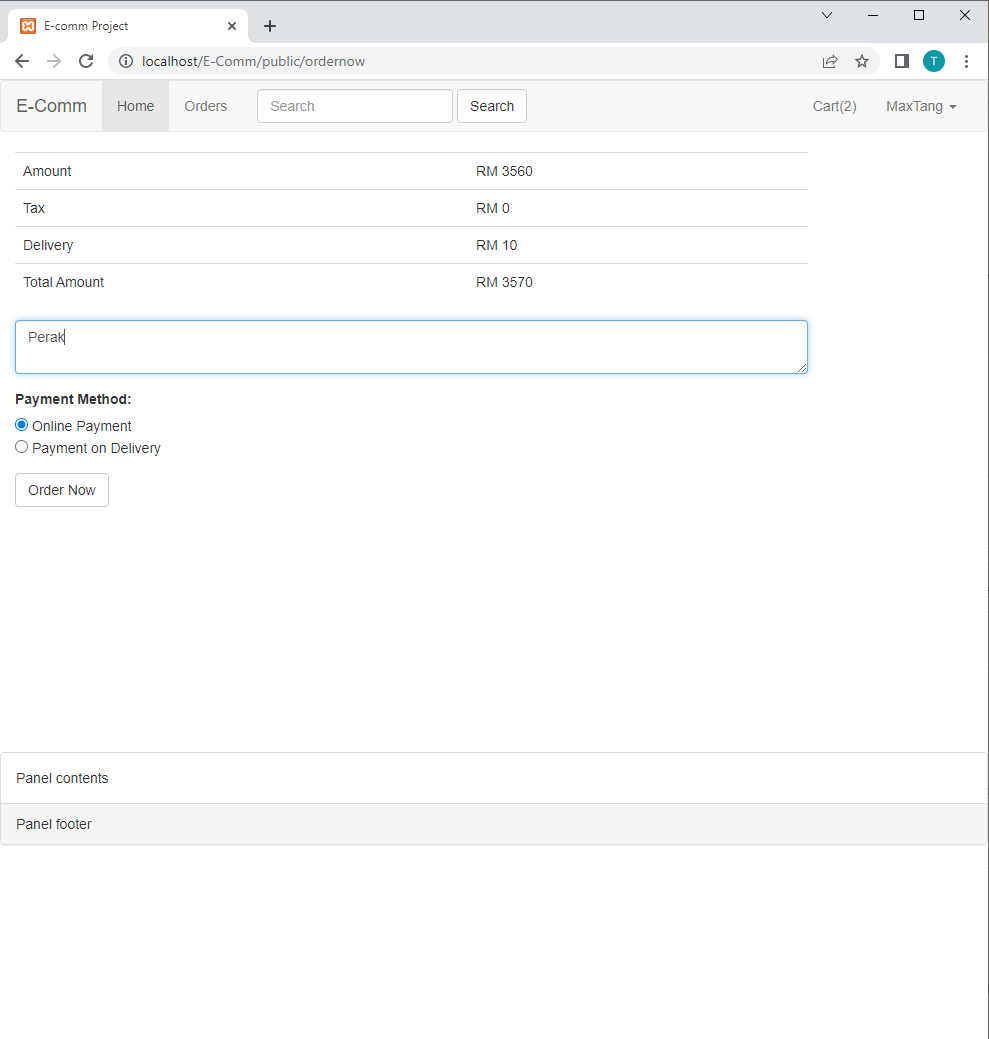 E-comm Project
localhost/E-Comm/public/ordernow
T
E-Comm Home Orders Search Search Cart(2) MaxTang
Amount RM 3560
Tax RM 0
Delivery RM 10
Total Amount RM 3570
Perak
Payment Method:
Online Payment
Payment on Delivery
Order Now
Panel contents
Panel footer